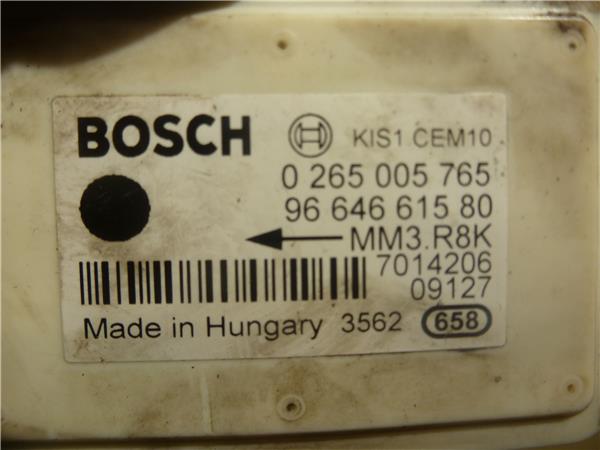 BOSCH KIS1 CEM10
0 265 005 765
96 646 615 80
MM3.R8K
7014206
09127
Made in Hungary 3562 658